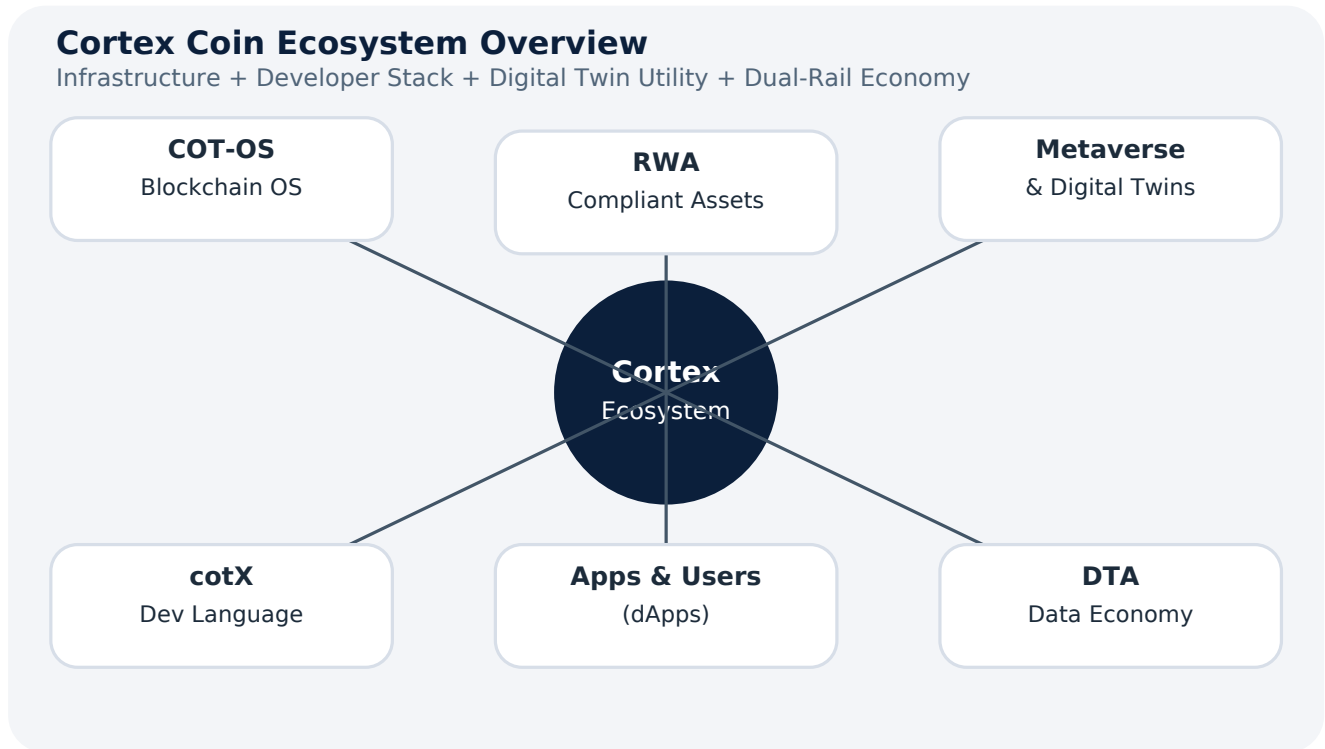 Cortex Coin Ecosystem Overview
Infrastructure + Developer Stack + Digital Twin Utility + Dual-Rail Economy
COT-OS
Blockchain OS
RWA
Compliant Assets
Metaverse
& Digital Twins
Cortex
Ecosystem
cotX
Dev Language
Apps & Users
(dApps)
DTA
Data Economy